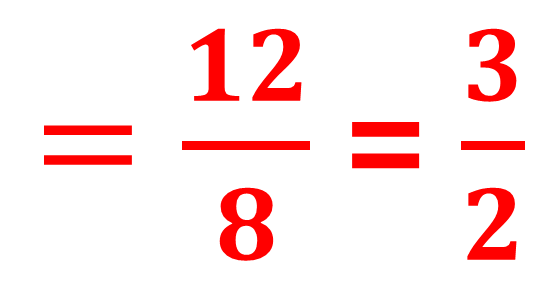 = 12/8 = 3/2